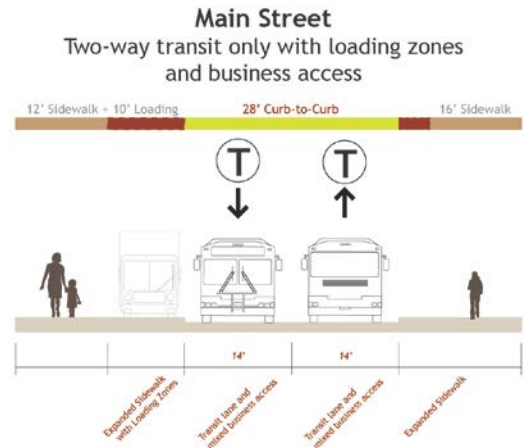 Main Street
Two-way transit only with loading zones
and business access
12' Sidewalk + 10' Loading
28' Curb-to-Curb
16' Sidewalk
T
T
14'
14'
Expanded Sidewalk
with Loading Zones
Transit lane and
mixed business access
Transit lane and
mixed business access
Expanded Sidewalk